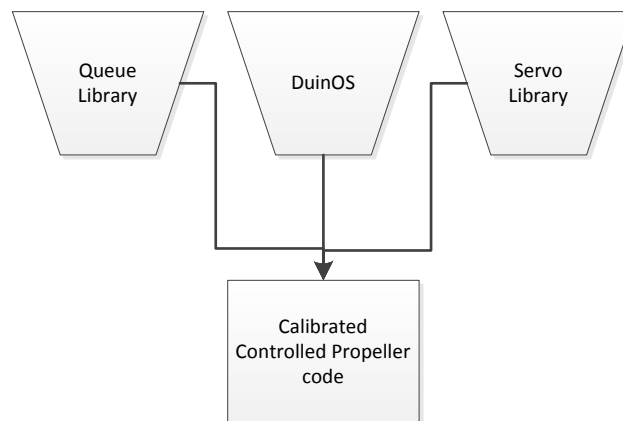 Queue
Library
DuinOS
Servo
Library
Calibrated
Controlled Propeller
code